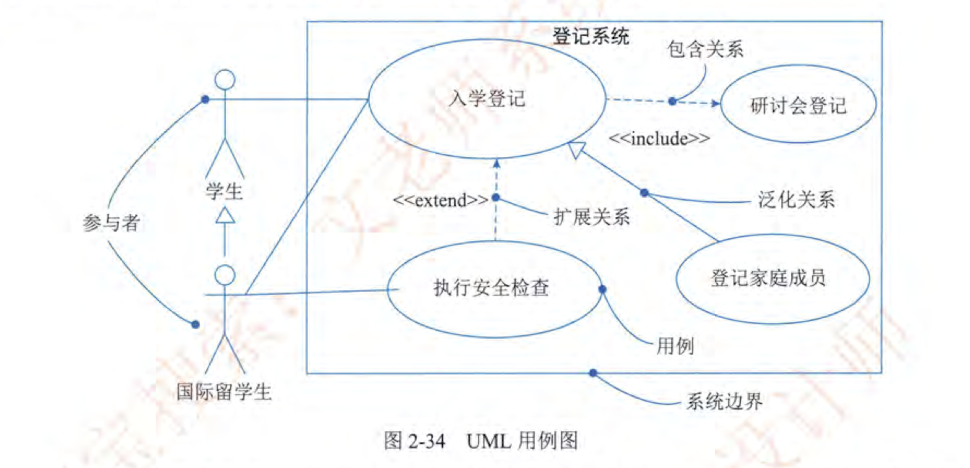 登记系统
包含关系
入学登记
研讨会登记
<<include>>
学生
<<extend>>
扩展关系
泛化关系
参与者
执行安全检查
登记家庭成员
用例
国际留学生
系统边界
图 2-34 UML 用例图